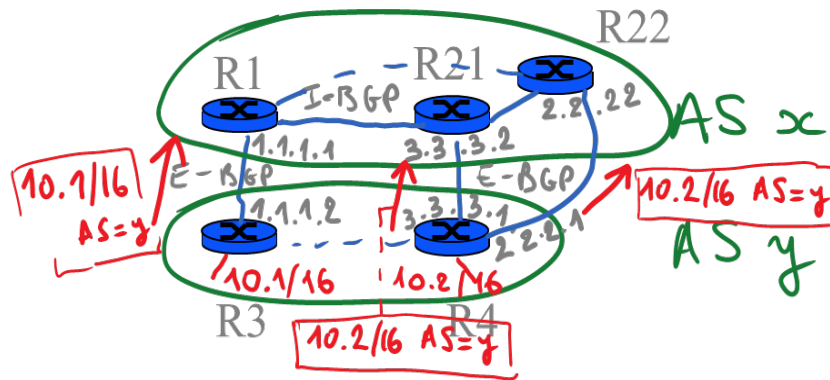 R22
R1
R21
I-BGP
2.2.2.22
AS x
1.1.1.1
3.3.3.2
10.1/16
AS=y
E-BGP
E-BGP
10.2/16 AS=y
1.1.1.2
3.3.3.1
2.2.2.1
AS y
10.1/16
10.2/16
R3
R4
10.2/16 AS=y